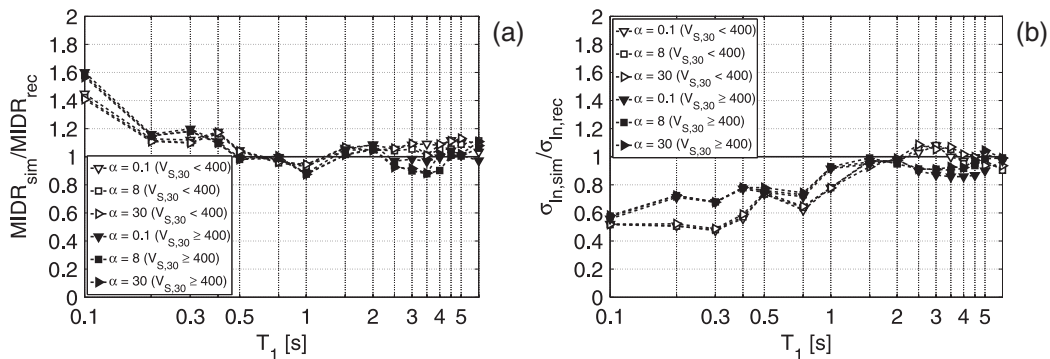 (a)
MIDR_sim/MIDR_rec
2
1.8
1.6
1.4
1.2
1
0.8
0.6
0.4
0.2
0
α = 0.1 (V_S,30 < 400)
α = 8 (V_S,30 < 400)
α = 30 (V_S,30 < 400)
α = 0.1 (V_S,30 ≥ 400)
α = 8 (V_S,30 ≥ 400)
α = 30 (V_S,30 ≥ 400)
0.1 0.3 0.5 1 2 3 4 5
T_1 [s]
(b)
σ_ln,sim/σ_ln,rec
2
1.8
1.6
1.4
1.2
1
0.8
0.6
0.4
0.2
0
α = 0.1 (V_S,30 < 400)
α = 8 (V_S,30 < 400)
α = 30 (V_S,30 < 400)
α = 0.1 (V_S,30 ≥ 400)
α = 8 (V_S,30 ≥ 400)
α = 30 (V_S,30 ≥ 400)
0.1 0.3 0.5 1 2 3 4 5
T_1 [s]